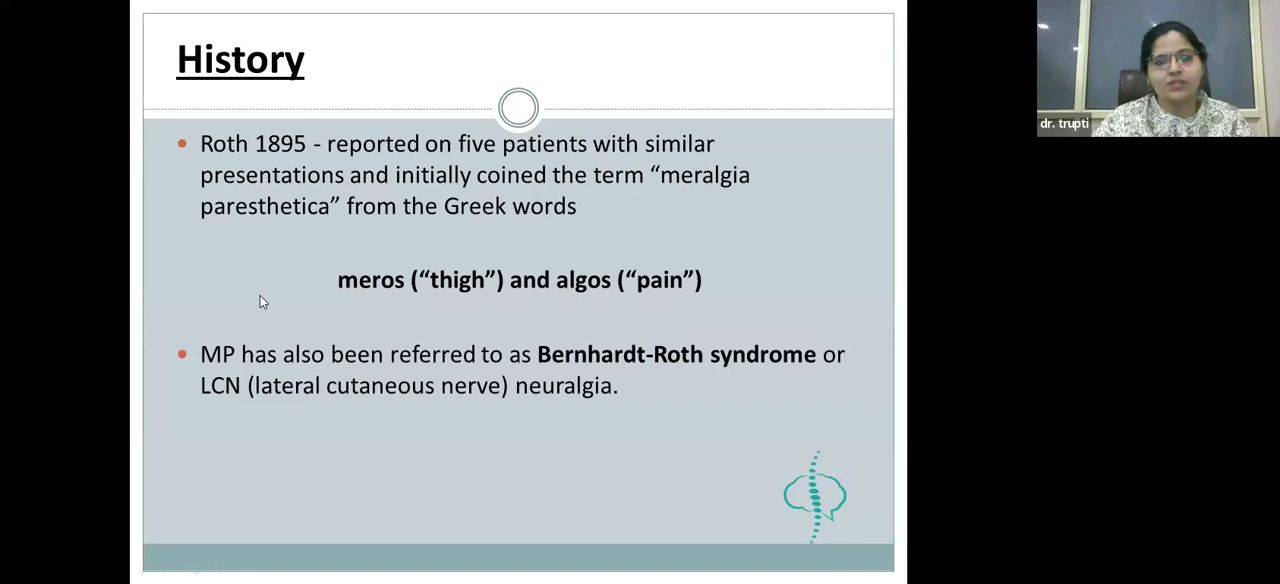 History
Roth 1895 - reported on five patients with similar
presentations and initially coined the term “meralgia
paresthetica” from the Greek words
meros (“thigh”) and algos (“pain”)
MP has also been referred to as Bernhardt-Roth syndrome or
LCN (lateral cutaneous nerve) neuralgia.
dr. trupti